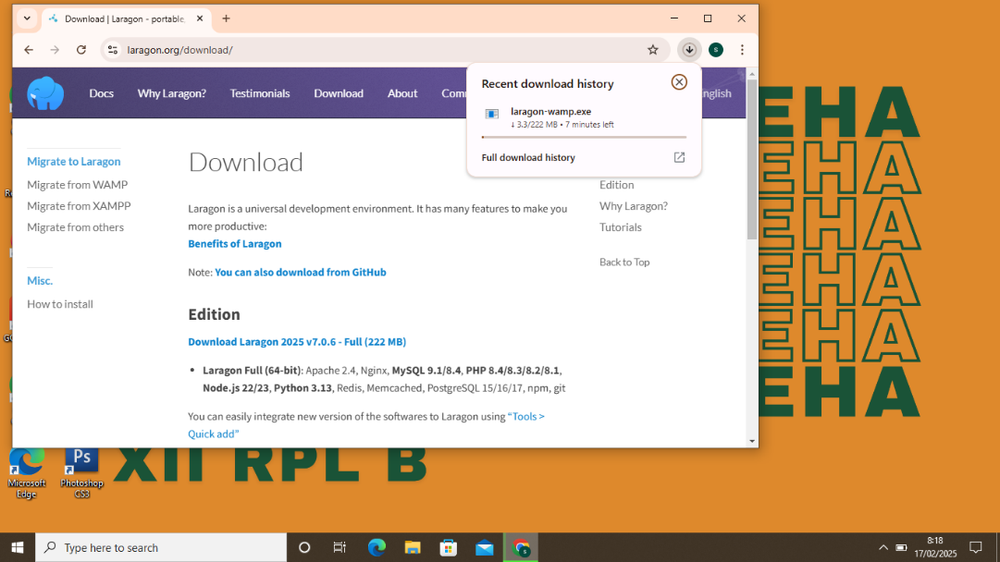 Download | Laragon - portable,
laragon.org/download/
S
Docs
Why Laragon?
Testimonials
Download
About
Com
nglish
Recent download history
laragon-wamp.exe
↓ 3.3/222 MB • 7 minutes left
Full download history
Migrate to Laragon
Migrate from WAMP
Migrate from XAMPP
Migrate from others
Misc.
How to install
Download
Laragon is a universal development environment. It has many features to make you
more productive:
Benefits of Laragon
Note: You can also download from GitHub
Edition
Download Laragon 2025 v7.0.6 - Full (222 MB)
• Laragon Full (64-bit): Apache 2.4, Nginx, MySQL 9.1/8.4, PHP 8.4/8.3/8.2/8.1,
Node.js 22/23, Python 3.13, Redis, Memcached, PostgreSQL 15/16/17, npm, git
You can easily integrate new version of the softwares to Laragon using “Tools >
Quick add”
Edition
Why Laragon?
Tutorials
Back to Top
EHA
EHA
EHA
EHA
EHA
EHA
XII RPL B
Microsoft
Edge
Ps
Photoshop
CS3
Type here to search
8:18
17/02/2025